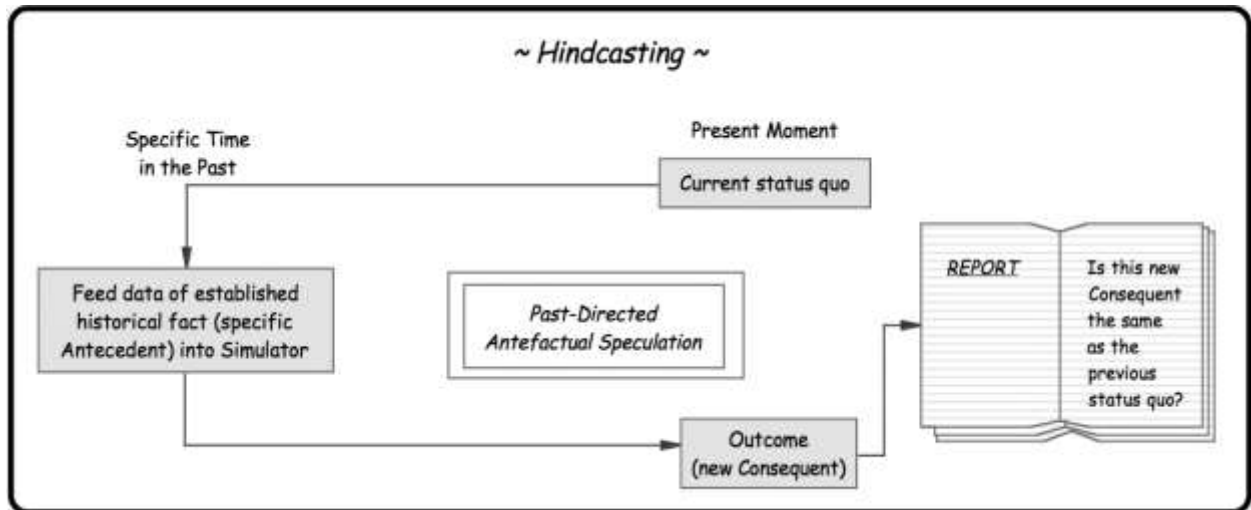 ~ Hindcasting ~
Specific Time
in the Past
Present Moment
Current status quo
Feed data of established
historical fact (specific
Antecedent) into Simulator
Past-Directed
Antefactual Speculation
Outcome
(new Consequent)
REPORT
Is this new
Consequent
the same
as the
previous
status quo?